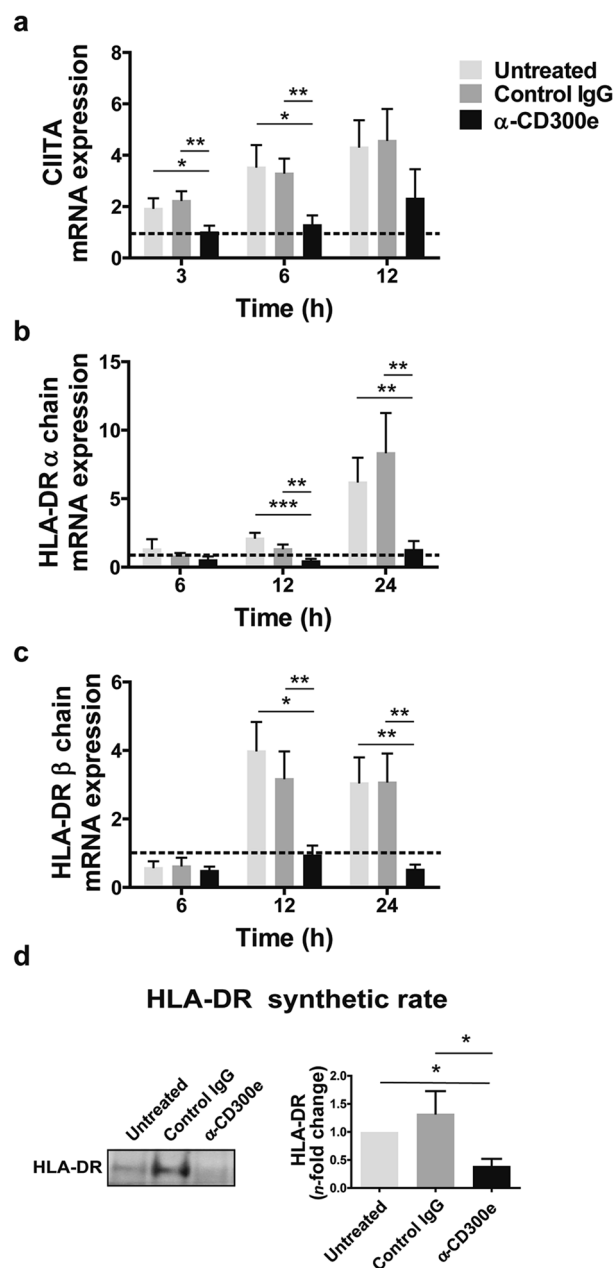 a
CIITA
mRNA expression
8
6
4
2
0
**
*
**
*
3
6
12
Time (h)
Untreated
Control IgG
α-CD300e
b
HLA-DR α chain
mRNA expression
15
10
5
0
**
***
**
**
6
12
24
Time (h)
c
HLA-DR β chain
mRNA expression
6
4
2
0
**
*
**
**
6
12
24
Time (h)
d
HLA-DR synthetic rate
Untreated
Control IgG
α-CD300e
HLA-DR
HLA-DR
(n-fold change)
2.0
1.5
1.0
0.5
0.0
*
*
Untreated
Control IgG
α-CD300e